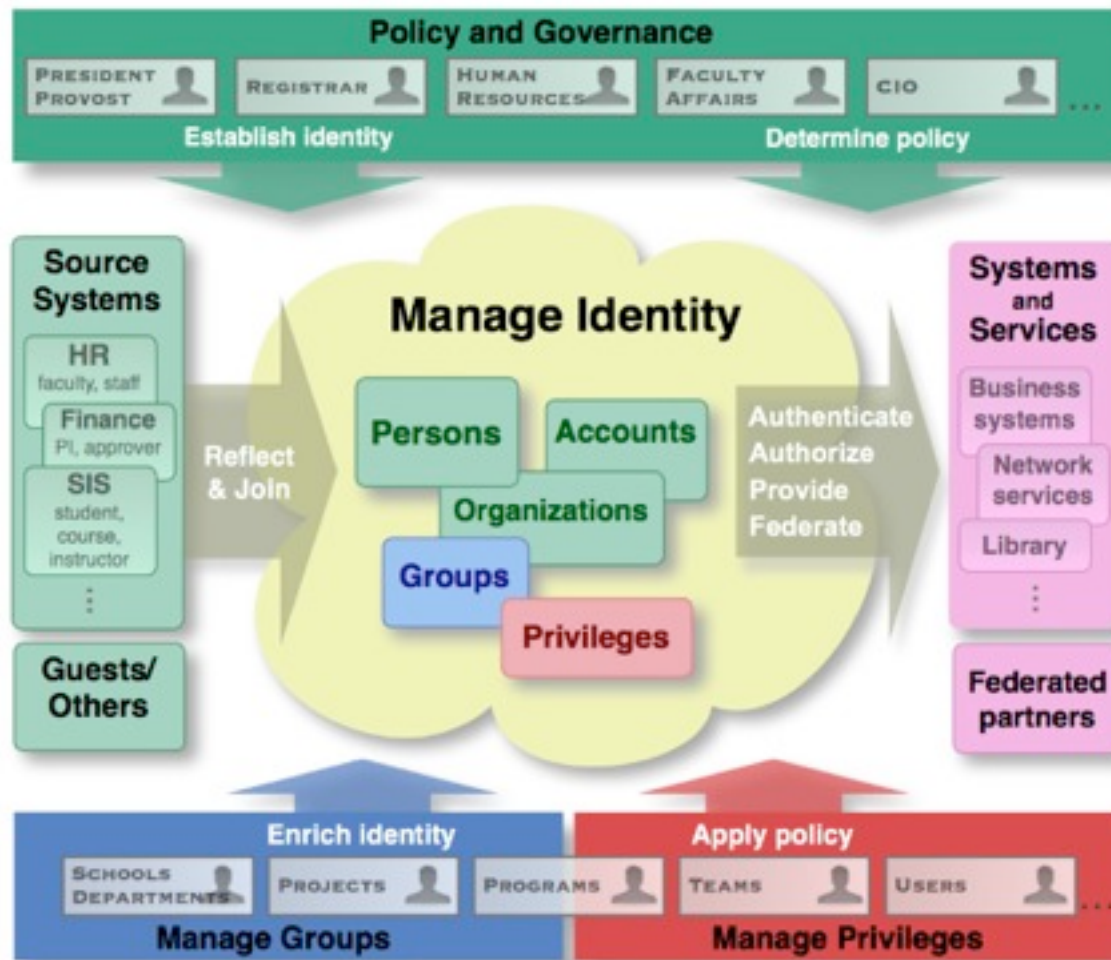 Policy and Governance
PRESIDENT
PROVOST
REGISTRAR
HUMAN
RESOURCES
FACULTY
AFFAIRS
CIO
...
Establish identity
Determine policy
Source
Systems
HR
faculty, staff
Finance
PI, approver
SIS
student,
course,
instructor
⋮
Guests/
Others
Reflect
& Join
Manage Identity
Persons
Accounts
Organizations
Groups
Privileges
Authenticate
Authorize
Provide
Federate
Systems
and
Services
Business
systems
Network
services
Library
⋮
Federated
partners
Enrich identity
Apply policy
SCHOOLS
DEPARTMENTS
PROJECTS
PROGRAMS
TEAMS
USERS
...
Manage Groups
Manage Privileges